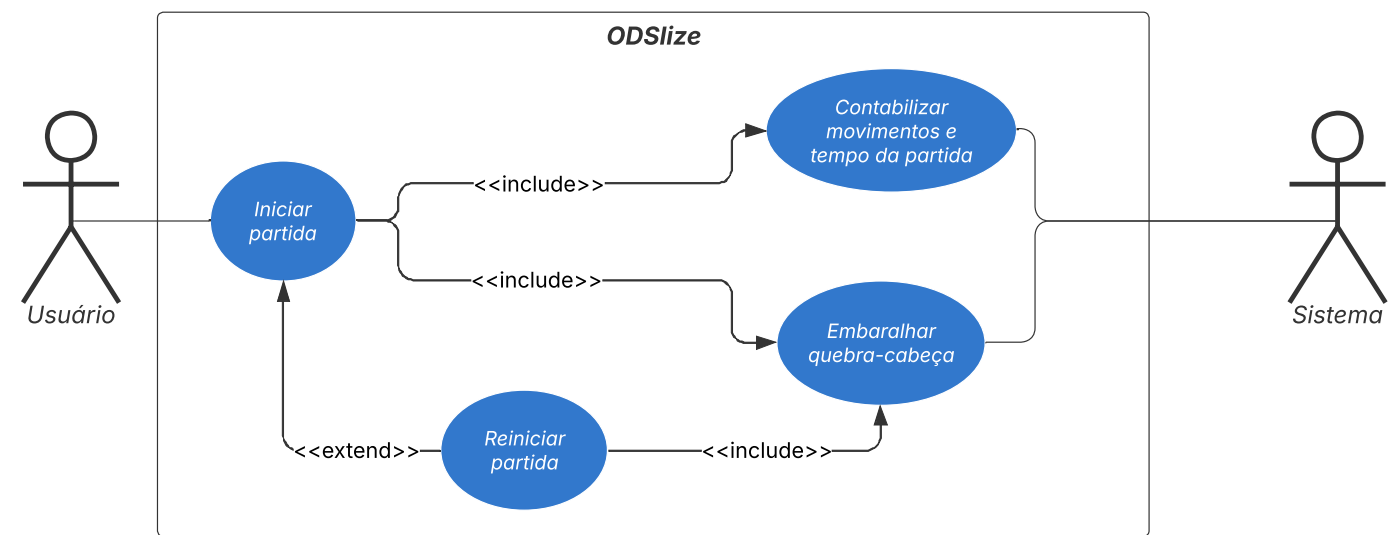 ODSlize
Contabilizar
movimentos e
tempo da partida
<<include>>
Iniciar
partida
<<include>>
Usuário
Sistema
Embaralhar
quebra-cabeça
Reiniciar
partida
<<extend>>
<<include>>